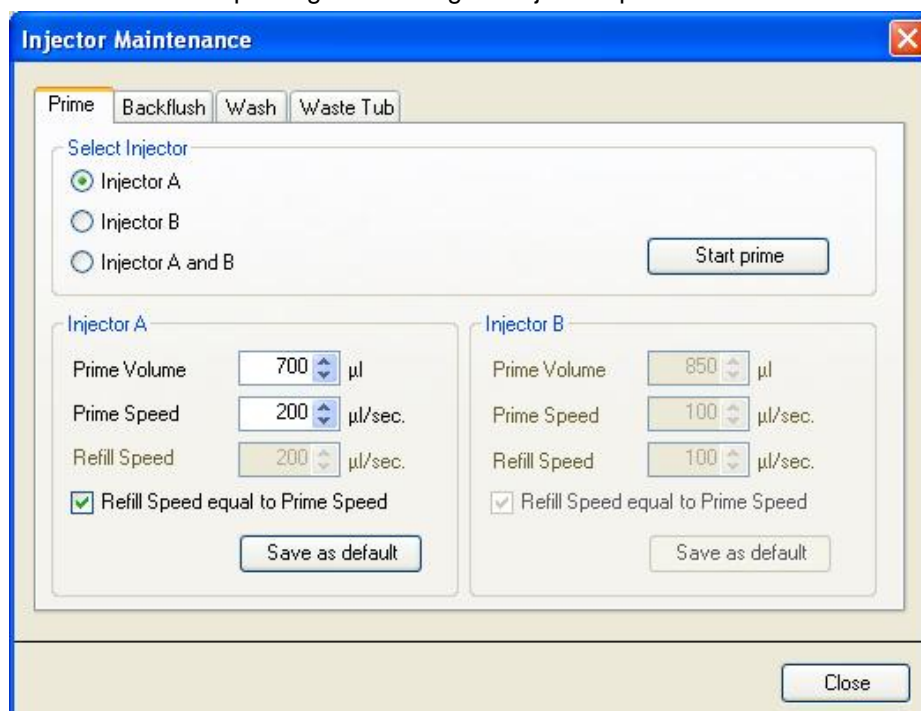 Injector Maintenance
Prime Backflush Wash Waste Tub
Select Injector
Injector A
Injector B
Injector A and B
Start prime
Injector A
Prime Volume 700 µl
Prime Speed 200 µl/sec.
Refill Speed 200 µl/sec.
Refill Speed equal to Prime Speed
Save as default
Injector B
Prime Volume 850 µl
Prime Speed 100 µl/sec.
Refill Speed 100 µl/sec.
Refill Speed equal to Prime Speed
Save as default
Close